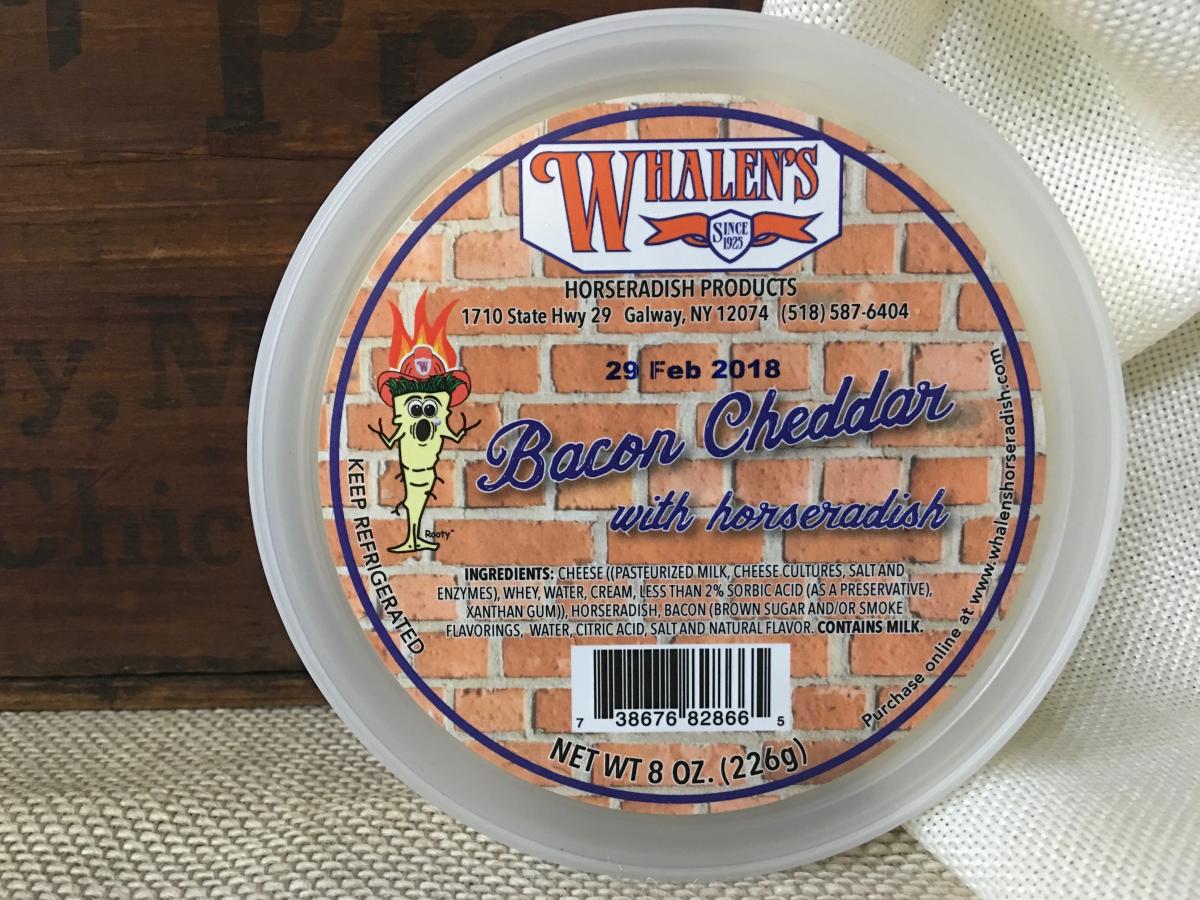 WHALEN'S
SINCE
1925
HORSERADISH PRODUCTS
1710 State Hwy 29 Galway, NY 12074 (518) 587-6404
29 Feb 2018
Bacon Cheddar
with horseradish
W
Rooty™
KEEP REFRIGERATED
INGREDIENTS: CHEESE ((PASTEURIZED MILK, CHEESE CULTURES, SALT AND
ENZYMES), WHEY, WATER, CREAM, LESS THAN 2% SORBIC ACID (AS A PRESERVATIVE),
XANTHAN GUM)), HORSERADISH, BACON (BROWN SUGAR AND/OR SMOKE
FLAVORINGS, WATER, CITRIC ACID, SALT AND NATURAL FLAVOR. CONTAINS MILK.
Purchase online at www.whalenshorseradish.com
7 38676 82866 5
NET WT 8 OZ. (226g)